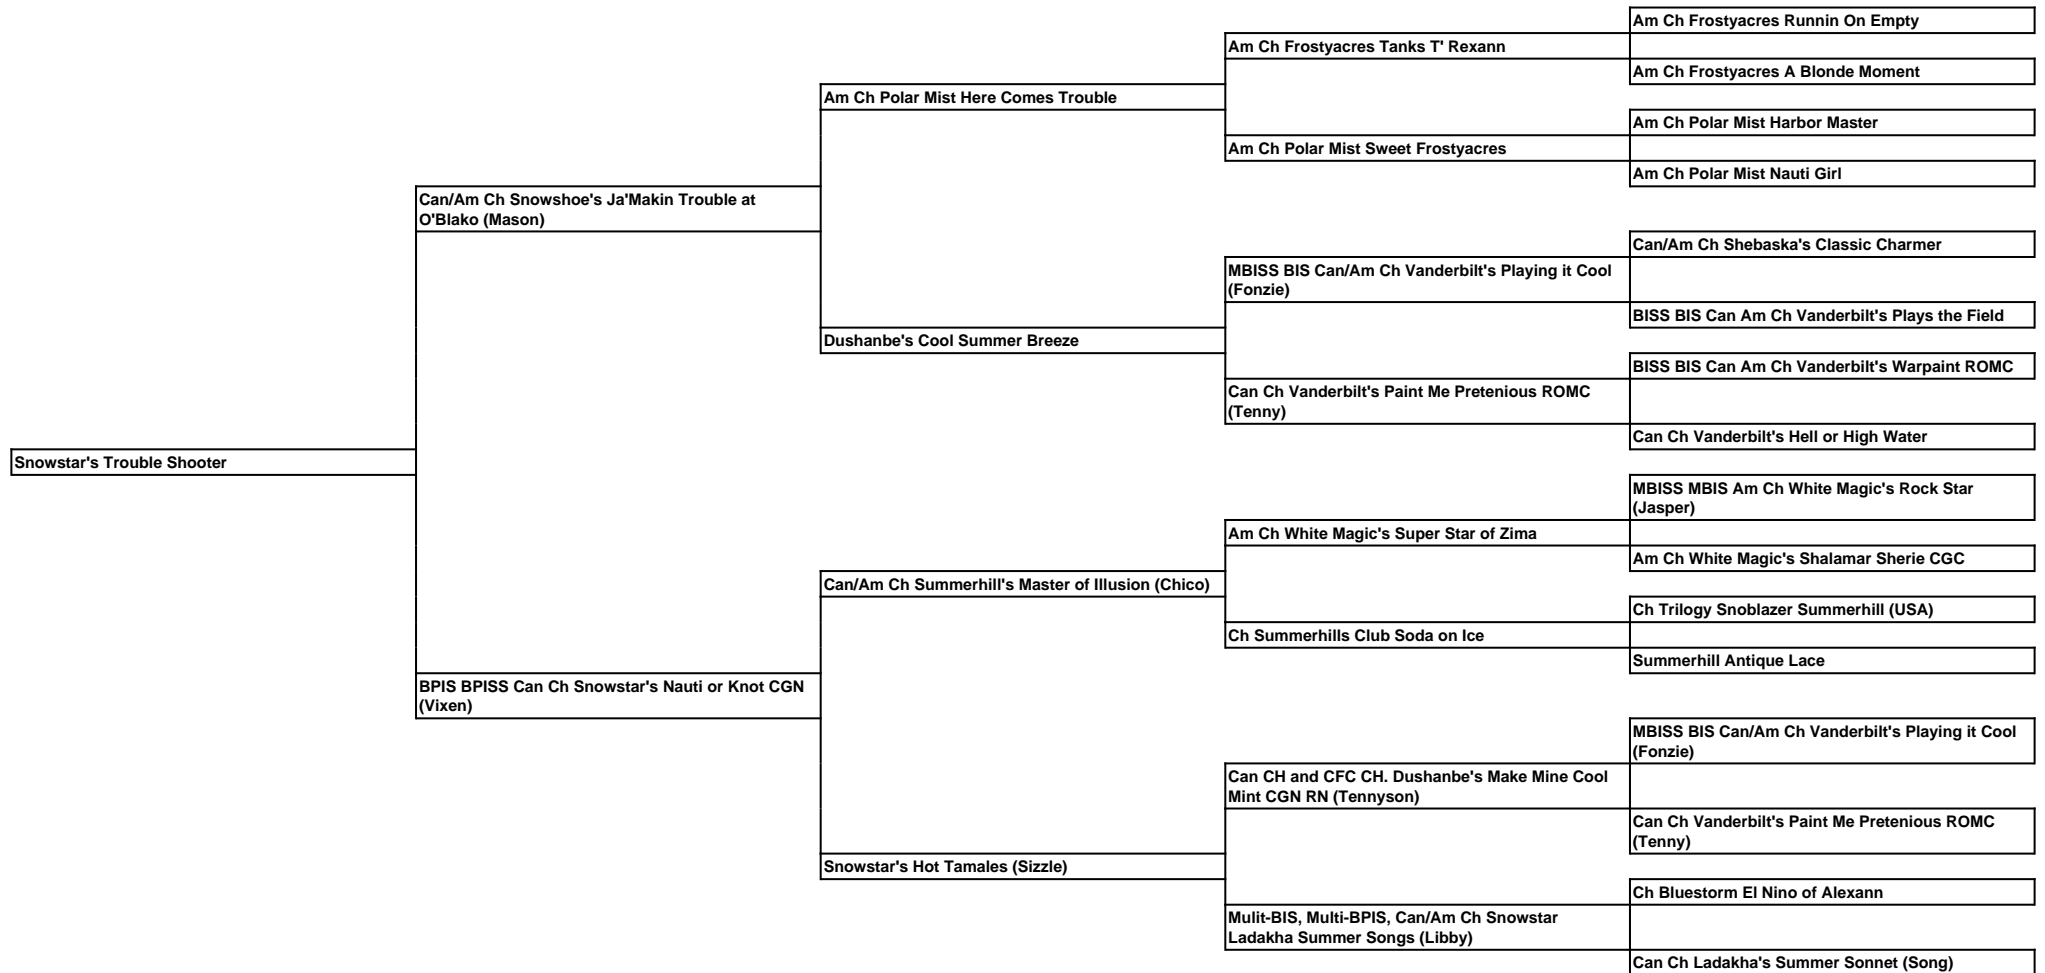 Am Ch Frostyacres Runnin On Empty
Am Ch Frostyacres Tanks T' Rexann
Am Ch Frostyacres A Blonde Moment
Am Ch Polar Mist Here Comes Trouble
Am Ch Polar Mist Harbor Master
Am Ch Polar Mist Sweet Frostyacres
Am Ch Polar Mist Nauti Girl
Can/Am Ch Snowshoe's Ja'Makin Trouble at
O'Blako (Mason)
Can/Am Ch Shebaska's Classic Charmer
MBISS BIS Can/Am Ch Vanderbilt's Playing it Cool
(Fonzie)
BISS BIS Can Am Ch Vanderbilt's Plays the Field
Dushanbe's Cool Summer Breeze
BISS BIS Can Am Ch Vanderbilt's Warpaint ROMC
Can Ch Vanderbilt's Paint Me Pretenious ROMC
(Tenny)
Can Ch Vanderbilt's Hell or High Water
Snowstar's Trouble Shooter
MBISS MBIS Am Ch White Magic's Rock Star
(Jasper)
Am Ch White Magic's Super Star of Zima
Am Ch White Magic's Shalamar Sherie CGC
Can/Am Ch Summerhill's Master of Illusion (Chico)
Ch Trilogy Snoblazer Summerhill (USA)
Ch Summerhills Club Soda on Ice
Summerhill Antique Lace
BPIS BPISS Can Ch Snowstar's Nauti or Knot CGN
(Vixen)
MBISS BIS Can/Am Ch Vanderbilt's Playing it Cool
(Fonzie)
Can CH and CFC CH. Dushanbe's Make Mine Cool
Mint CGN RN (Tennyson)
Can Ch Vanderbilt's Paint Me Pretenious ROMC
(Tenny)
Snowstar's Hot Tamales (Sizzle)
Ch Bluestorm El Nino of Alexann
Mulit-BIS, Multi-BPIS, Can/Am Ch Snowstar
Ladakha Summer Songs (Libby)
Can Ch Ladakha's Summer Sonnet (Song)